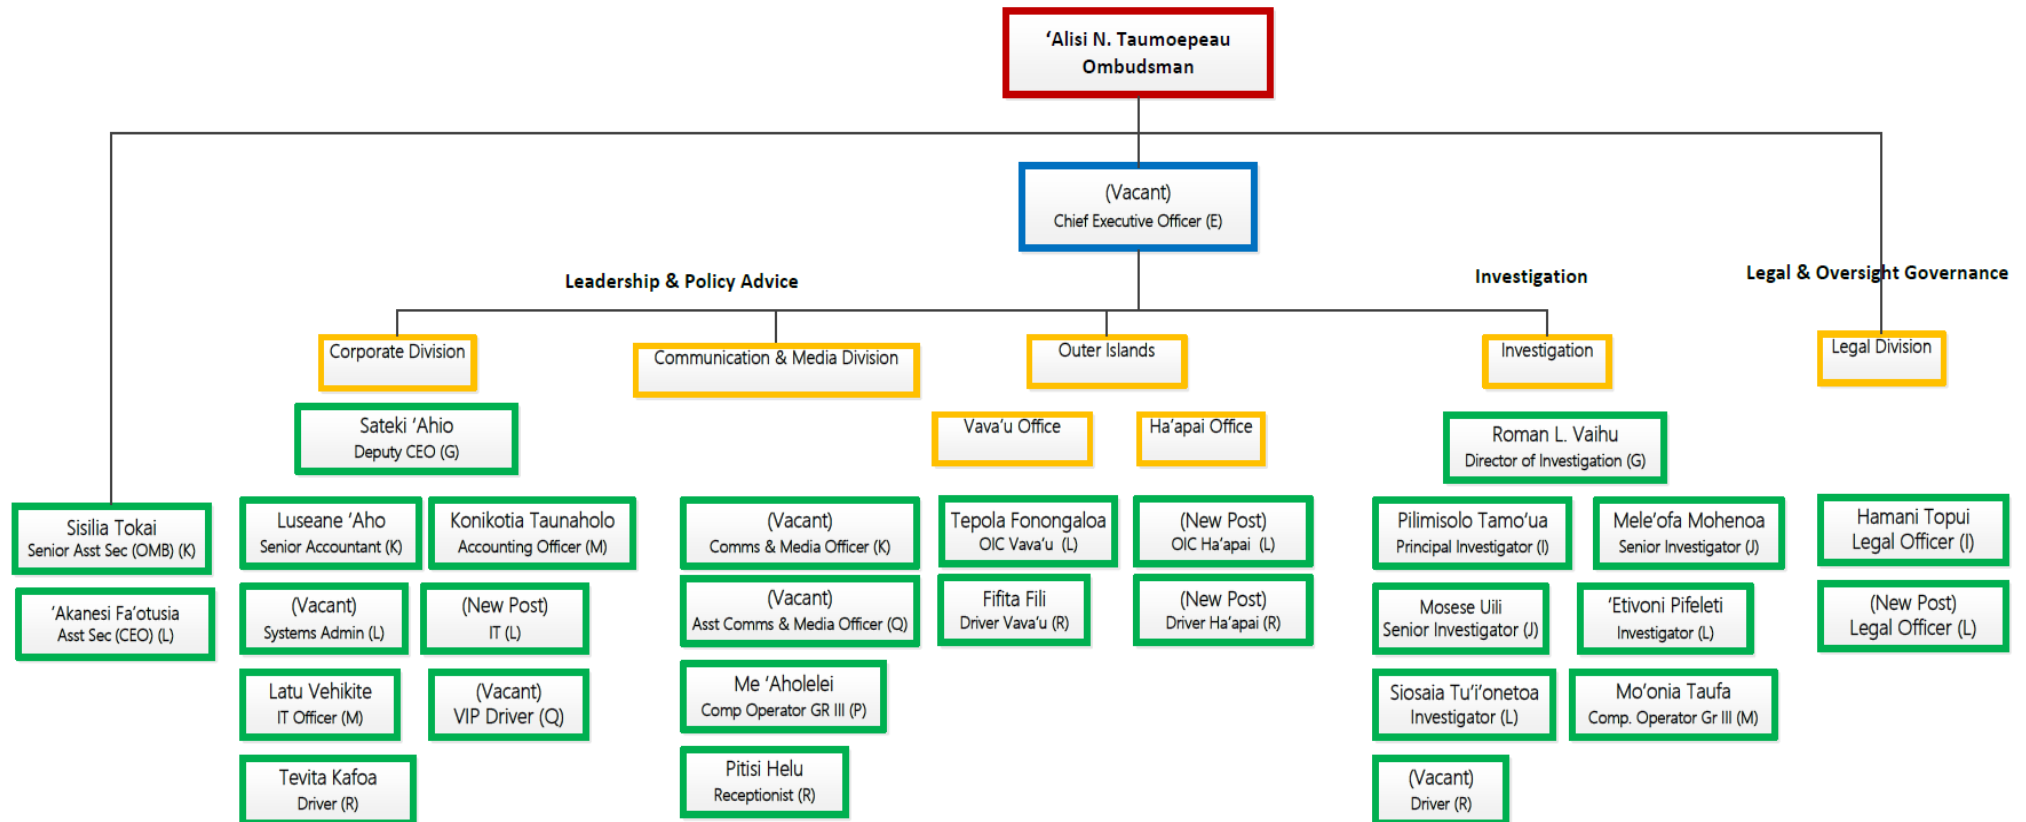 ‘Alisi N. Taumoepeau
Ombudsman
(Vacant)
Chief Executive Officer (E)
Leadership & Policy Advice
Investigation
Legal & Oversight Governance
Corporate Division
Communication & Media Division
Outer Islands
Investigation
Legal Division
Sateki ‘Ahio
Deputy CEO (G)
Vava’u Office
Ha’apai Office
Roman L. Vaihu
Director of Investigation (G)
Sisilia Tokai
Senior Asst Sec (OMB) (K)
‘Akanesi Fa’otusia
Asst Sec (CEO) (L)
Luseane ‘Aho
Senior Accountant (K)
Konikotia Taunaholo
Accounting Officer (M)
(Vacant)
Systems Admin (L)
(New Post)
IT (L)
Latu Vehikite
IT Officer (M)
(Vacant)
VIP Driver (Q)
Tevita Kafoa
Driver (R)
(Vacant)
Comms & Media Officer (K)
(Vacant)
Asst Comms & Media Officer (Q)
Me ‘Aholelei
Comp Operator GR III (P)
Pitisi Helu
Receptionist (R)
Tepola Fonongaloa
OIC Vava’u (L)
Fifita Fili
Driver Vava’u (R)
(New Post)
OIC Ha’apai (L)
(New Post)
Driver Ha’apai (R)
Pilimisolo Tamo’ua
Principal Investigator (I)
Mele’ofa Mohenoa
Senior Investigator (J)
Mosese Uili
Senior Investigator (J)
‘Etivoni Pifeleti
Investigator (L)
Siosaia Tu’i’onetoa
Investigator (L)
Mo’onia Taufa
Comp. Operator Gr III (M)
(Vacant)
Driver (R)
Hamani Topui
Legal Officer (I)
(New Post)
Legal Officer (L)